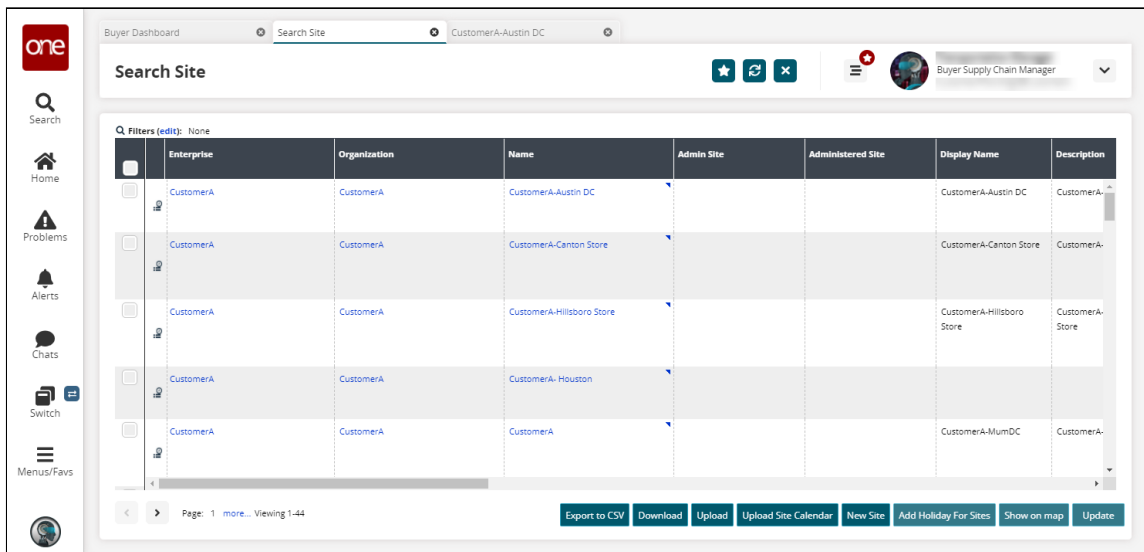 one
Buyer Dashboard
Search Site
CustomerA-Austin DC
Search Site
Buyer Supply Chain Manager
Search
Home
Problems
Alerts
Chats
Switch
Menus/Favs
Filters (edit): None
Enterprise Organization Name Admin Site Administered Site Display Name Description
CustomerA CustomerA CustomerA-Austin DC CustomerA-Austin DC CustomerA-
CustomerA CustomerA CustomerA-Canton Store CustomerA-Canton Store CustomerA-
CustomerA CustomerA CustomerA-Hillsboro Store CustomerA-Hillsboro CustomerA-
Store Store
CustomerA CustomerA CustomerA- Houston
CustomerA CustomerA CustomerA CustomerA-MumDC CustomerA-
Page: 1 more... Viewing 1-44
Export to CSV Download Upload Upload Site Calendar New Site Add Holiday For Sites Show on map Update